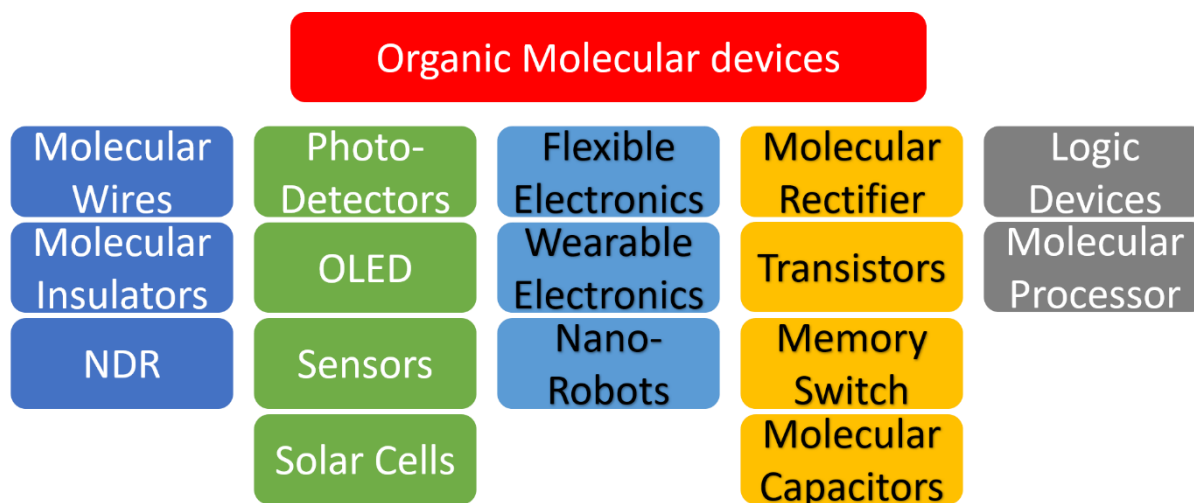 Organic Molecular devices
Molecular
Wires
Molecular
Insulators
NDR
Photo-
Detectors
OLED
Sensors
Solar Cells
Flexible
Electronics
Wearable
Electronics
Nano-
Robots
Molecular
Rectifier
Transistors
Memory
Switch
Molecular
Capacitors
Logic
Devices
Molecular
Processor